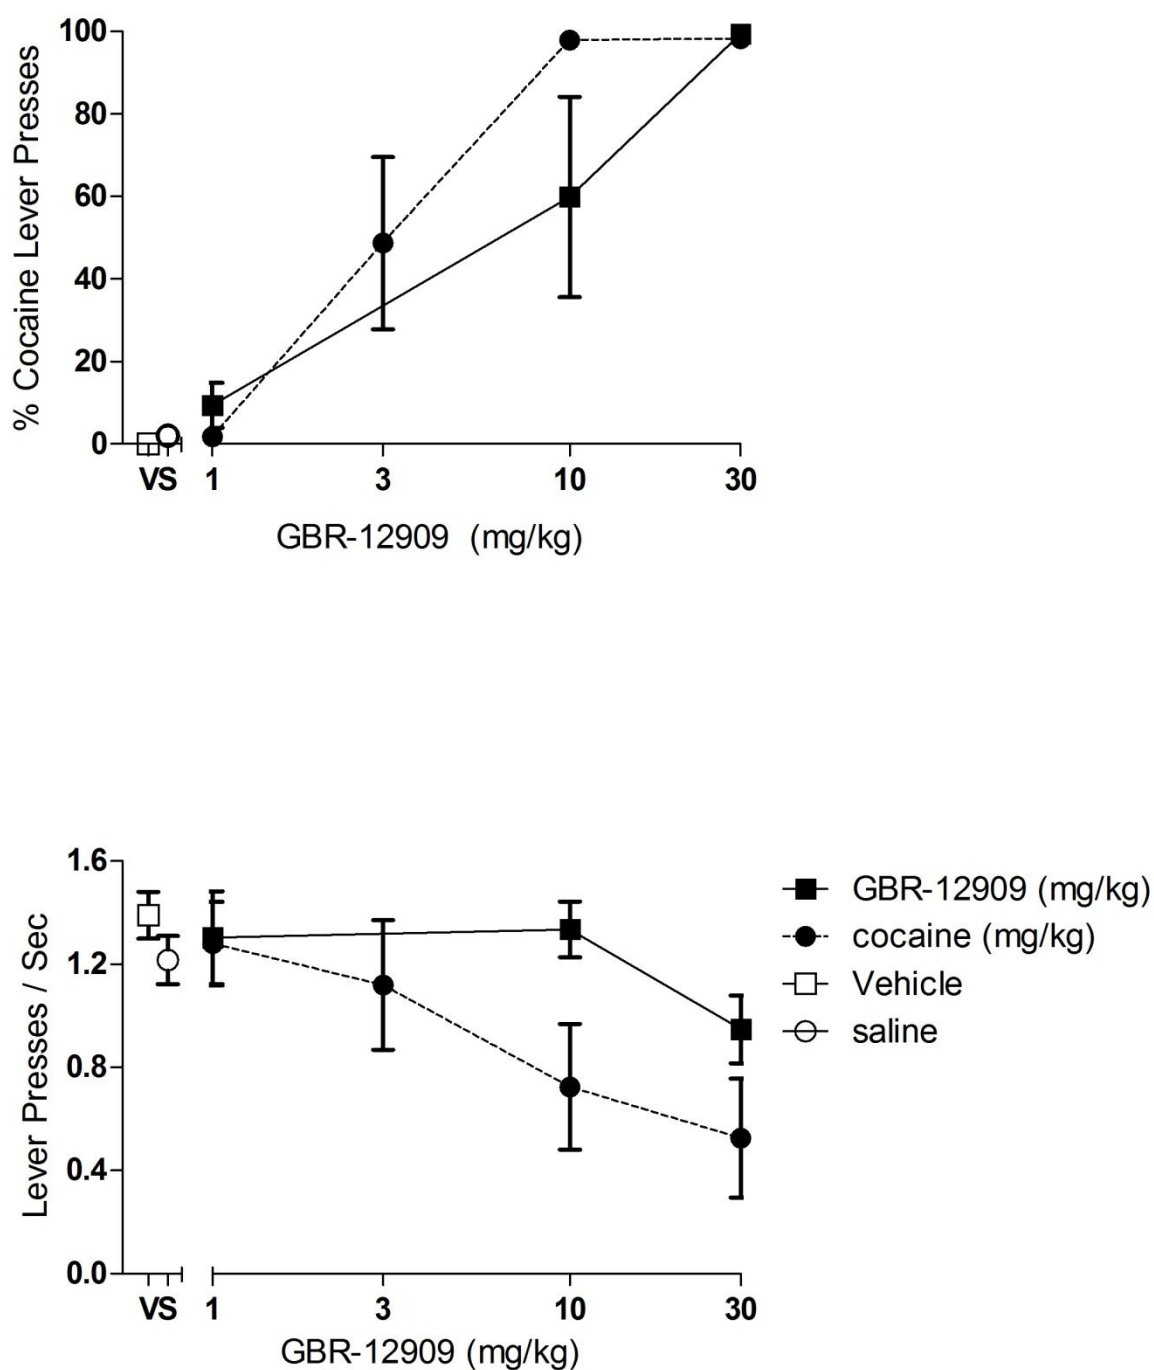 % Cocaine Lever Presses
100
80
60
40
20
0
VS 1 3 10 30
GBR-12909 (mg/kg)
Lever Presses / Sec
1.6
1.2
0.8
0.4
0.0
VS 1 3 10 30
GBR-12909 (mg/kg)
GBR-12909 (mg/kg)
cocaine (mg/kg)
Vehicle
saline